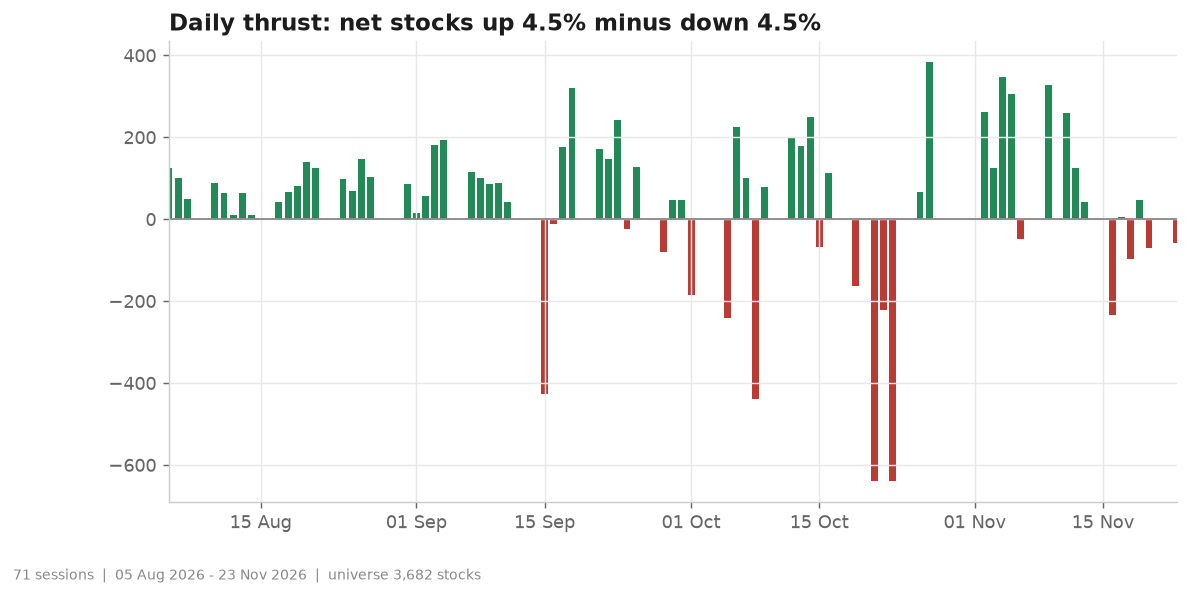 Daily thrust: net stocks up 4.5% minus down 4.5%
400
200
0
−200
−400
−600
15 Aug 01 Sep 15 Sep 01 Oct 15 Oct 01 Nov 15 Nov
71 sessions | 05 Aug 2026 - 23 Nov 2026 | universe 3,682 stocks